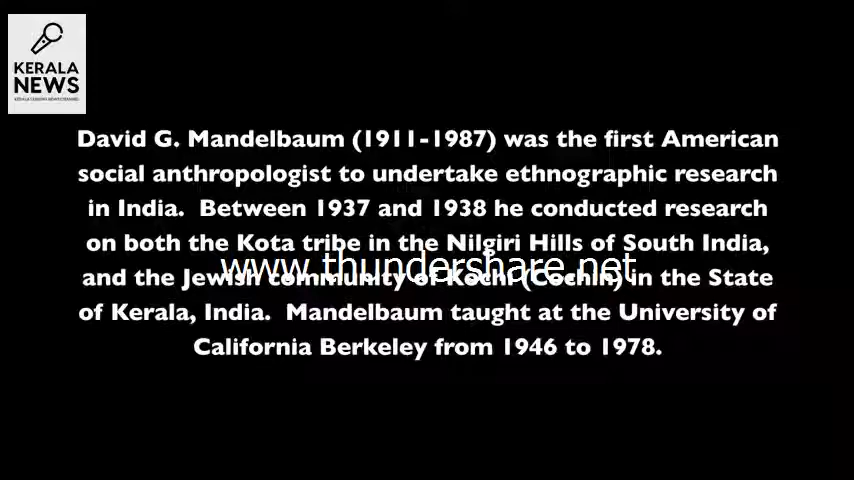 KERALA
NEWS
David G. Mandelbaum (1911-1987) was the first American
social anthropologist to undertake ethnographic research
in India. Between 1937 and 1938 he conducted research
on both the Kota tribe in the Nilgiri Hills of South India,
www.thundershare.net
and the Jewish community of Kochi (Cochin) in the State
of Kerala, India. Mandelbaum taught at the University of
California Berkeley from 1946 to 1978.